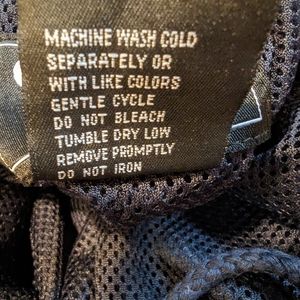 MACHINE WASH COLD
SEPARATELY OR
WITH LIKE COLORS
GENTLE CYCLE
DO NOT BLEACH
TUMBLE DRY LOW
REMOVE PROMPTLY
DO NOT IRON